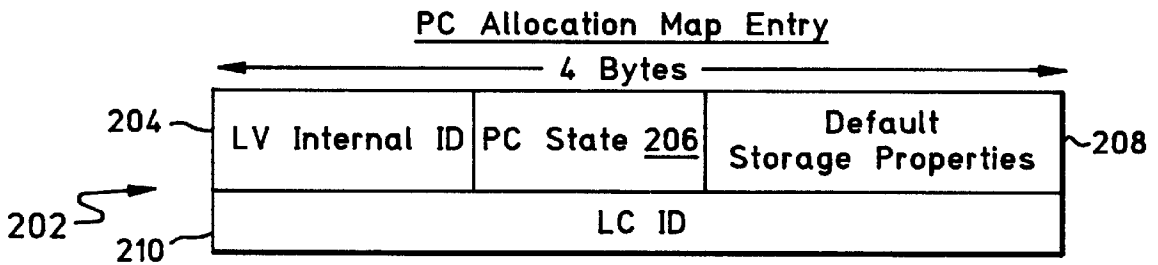 PC Allocation Map Entry
4 Bytes
204 LV Internal ID PC State 206 Default Storage Properties 208
202
LC ID
210